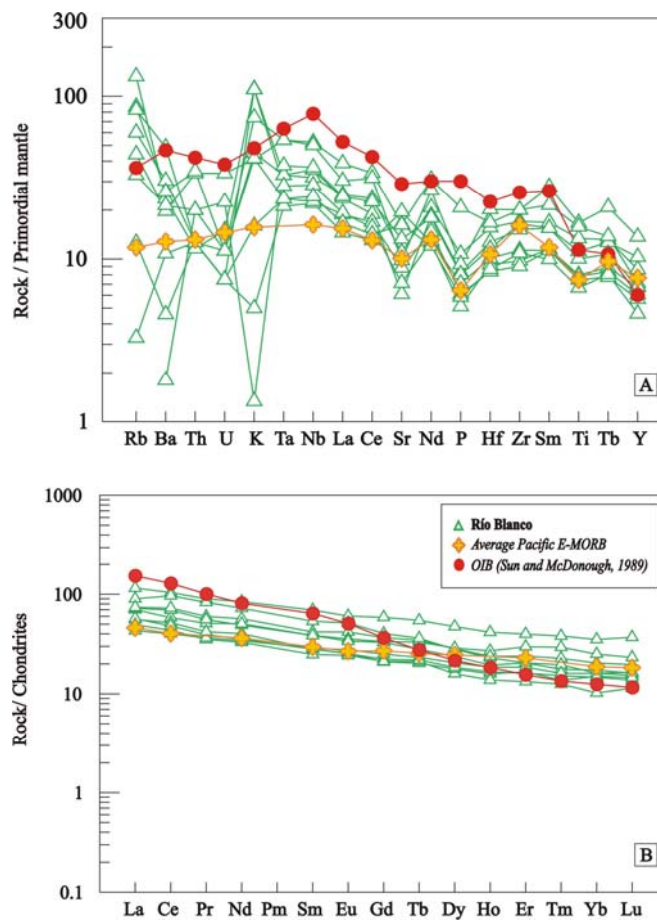 300
100
10
1
Rock / Primordial mantle
A
Rb Ba Th U K Ta Nb La Ce Sr Nd P Hf Zr Sm Ti Tb Y
1000
100
10
1
0.1
Rock/ Chondrites
Río Blanco
Average Pacific E-MORB
OIB (Sun and McDonough, 1989)
B
La Ce Pr Nd Pm Sm Eu Gd Tb Dy Ho Er Tm Yb Lu